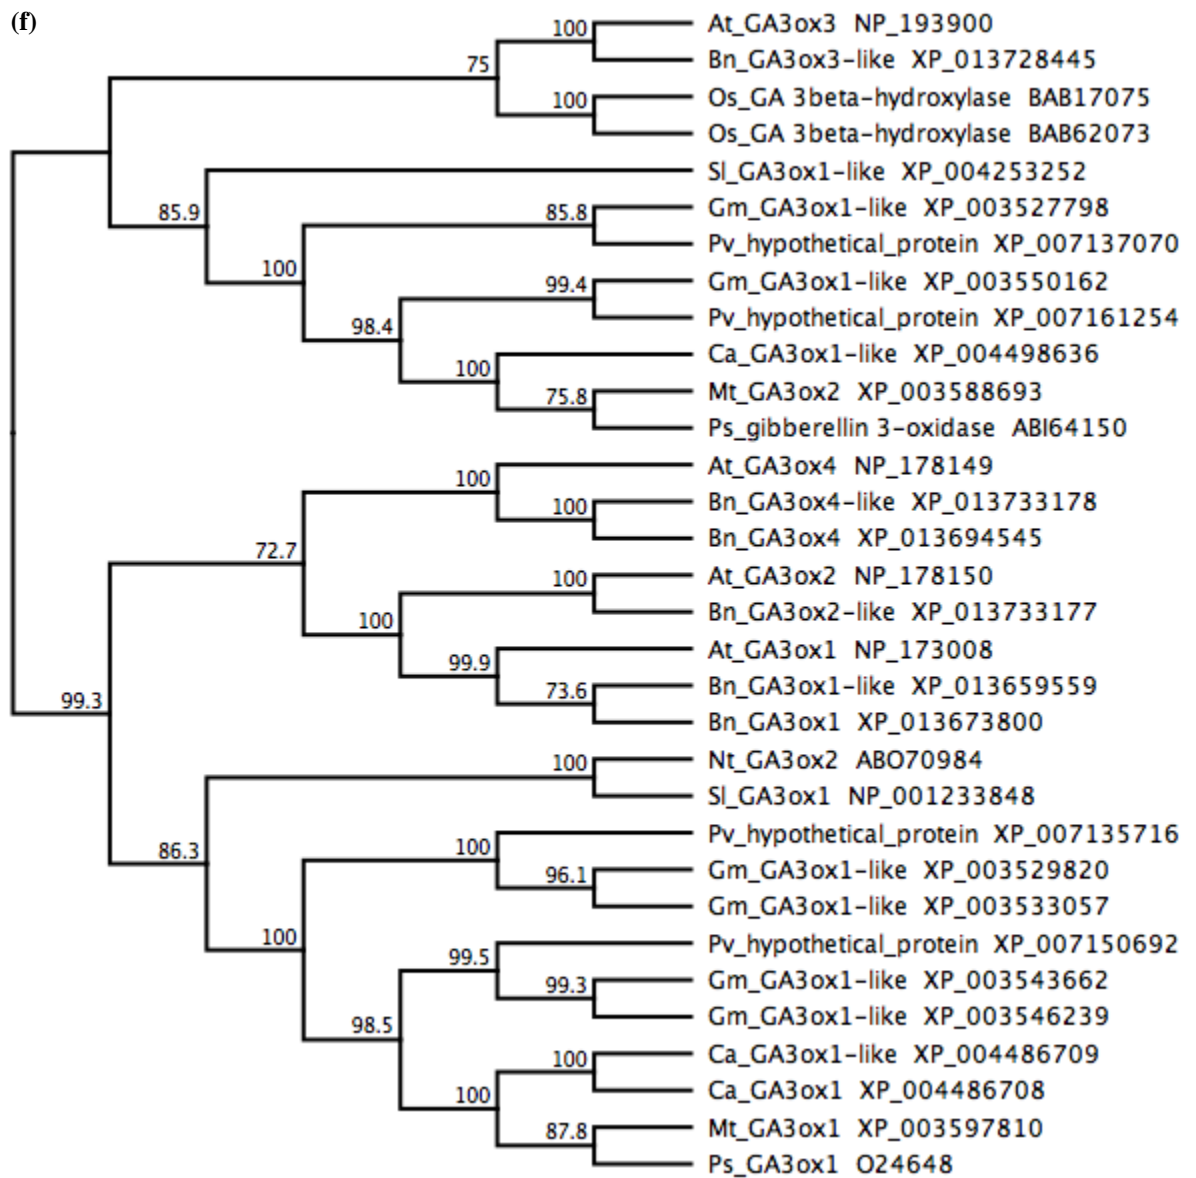 (f)
100
At_GA3ox3 NP_193900
Bn_GA3ox3-like XP_013728445
75
100
Os_GA 3beta-hydroxylase BAB17075
Os_GA 3beta-hydroxylase BAB62073
Sl_GA3ox1-like XP_004253252
85.9
85.8
Gm_GA3ox1-like XP_003527798
Pv_hypothetical_protein XP_007137070
100
99.4
Gm_GA3ox1-like XP_003550162
Pv_hypothetical_protein XP_007161254
98.4
Ca_GA3ox1-like XP_004498636
100
75.8
Mt_GA3ox2 XP_003588693
Ps_gibberellin 3-oxidase ABI64150
At_GA3ox4 NP_178149
100
100
Bn_GA3ox4-like XP_013733178
Bn_GA3ox4 XP_013694545
72.7
100
At_GA3ox2 NP_178150
Bn_GA3ox2-like XP_013733177
100
At_GA3ox1 NP_173008
99.9
73.6
Bn_GA3ox1-like XP_013659559
Bn_GA3ox1 XP_013673800
99.3
100
Nt_GA3ox2 ABO70984
Sl_GA3ox1 NP_001233848
86.3
Pv_hypothetical_protein XP_007135716
100
96.1
Gm_GA3ox1-like XP_003529820
Gm_GA3ox1-like XP_003533057
100
Pv_hypothetical_protein XP_007150692
99.5
99.3
Gm_GA3ox1-like XP_003543662
Gm_GA3ox1-like XP_003546239
98.5
100
Ca_GA3ox1-like XP_004486709
Ca_GA3ox1 XP_004486708
100
87.8
Mt_GA3ox1 XP_003597810
Ps_GA3ox1 O24648